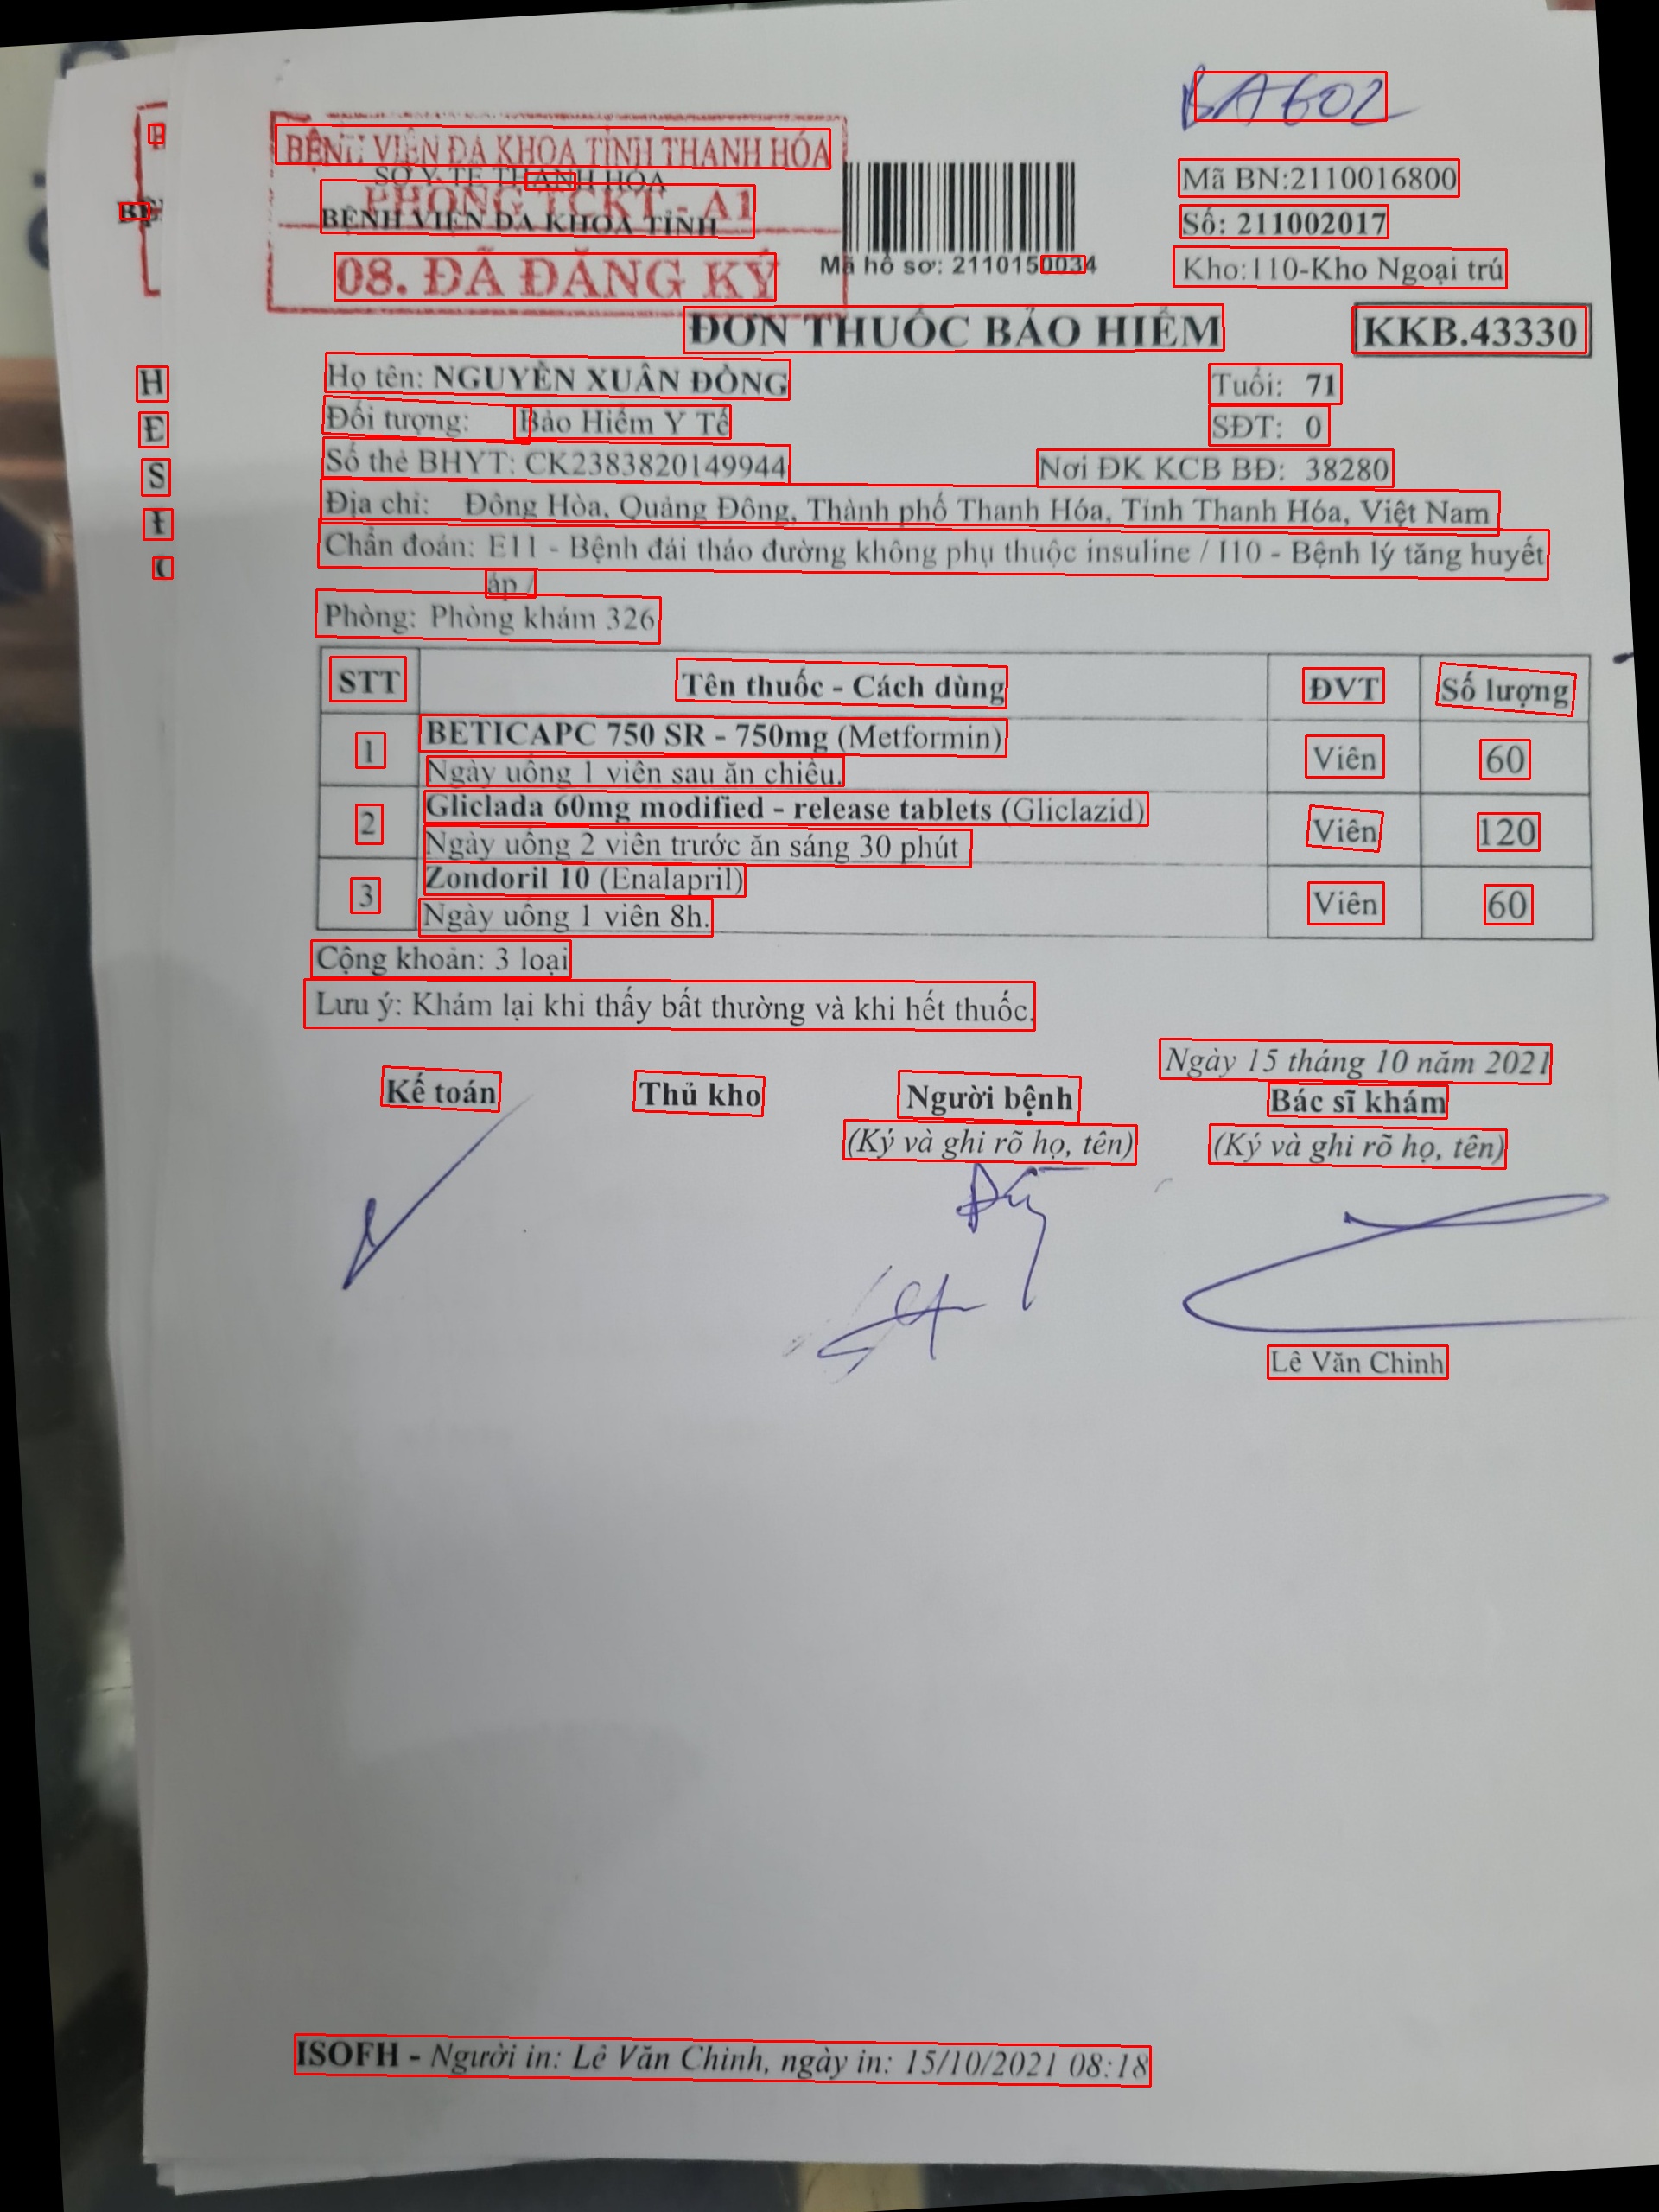 BA602
BỆNH VIỆN ĐA KHOA TỈNH THANH HÓA
SỞ Y TẾ THANH HÓA
PHÒNG TCKT - A1
BỆNH VIỆN ĐA KHOA TỈNH
08. ĐÃ ĐĂNG KÝ
Mã hồ sơ: 2110150034
Mã BN:2110016800
Số: 211002017
Kho:110-Kho Ngoại trú
ĐƠN THUỐC BẢO HIỂM
KKB.43330
Họ tên: NGUYỄN XUÂN ĐỒNG Tuổi: 71
Đối tượng: Bảo Hiểm Y Tế SĐT: 0
Số thẻ BHYT: CK2383820149944 Nơi ĐK KCB BĐ: 38280
Địa chỉ: Đông Hòa, Quảng Đông, Thành phố Thanh Hóa, Tỉnh Thanh Hóa, Việt Nam
Chẩn đoán: E11 - Bệnh đái tháo đường không phụ thuộc insuline / I10 - Bệnh lý tăng huyết
áp /
Phòng: Phòng khám 326
STT Tên thuốc - Cách dùng ĐVT Số lượng
1 BETICAPC 750 SR - 750mg (Metformin) Viên 60
Ngày uống 1 viên sau ăn chiều.
2 Gliclada 60mg modified - release tablets (Gliclazid) Viên 120
Ngày uống 2 viên trước ăn sáng 30 phút
3 Zondoril 10 (Enalapril) Viên 60
Ngày uống 1 viên 8h.
Cộng khoản: 3 loại
Lưu ý: Khám lại khi thấy bất thường và khi hết thuốc.
Ngày 15 tháng 10 năm 2021
Kế toán Thủ kho Người bệnh Bác sĩ khám
(Ký và ghi rõ họ, tên) (Ký và ghi rõ họ, tên)
Lê Văn Chinh
ISOFH - Người in: Lê Văn Chinh, ngày in: 15/10/2021 08:18